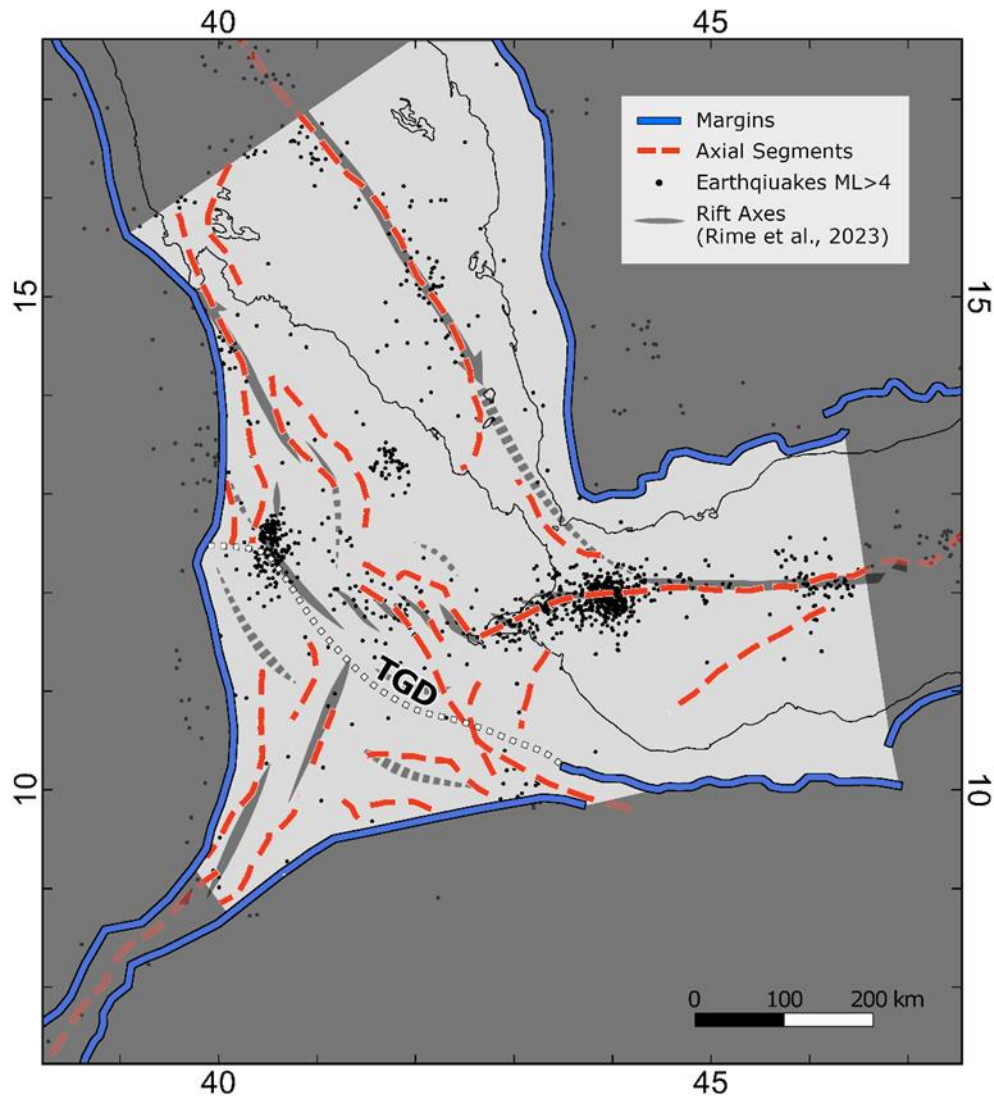 40 45
Margins
Axial Segments
Earthqiuakes ML>4
Rift Axes
(Rime et al., 2023)
15 15
TGD
10 10
0 100 200 km
40 45